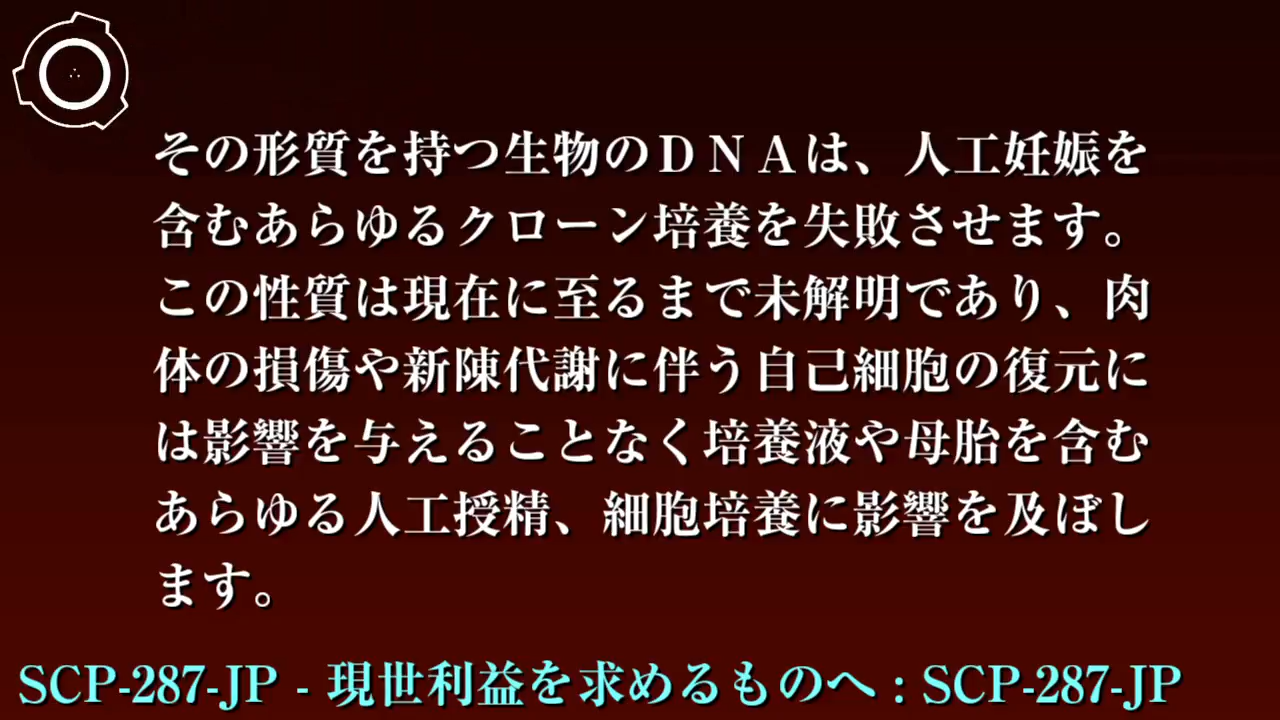 その形質を持つ生物のＤＮＡは、人工妊娠を
含むあらゆるクローン培養を失敗させます。
この性質は現在に至るまで未解明であり、肉
体の損傷や新陳代謝に伴う自己細胞の復元に
は影響を与えることなく培養液や母胎を含む
あらゆる人工授精、細胞培養に影響を及ぼし
ます。
SCP-287-JP - 現世利益を求めるものへ : SCP-287-JP